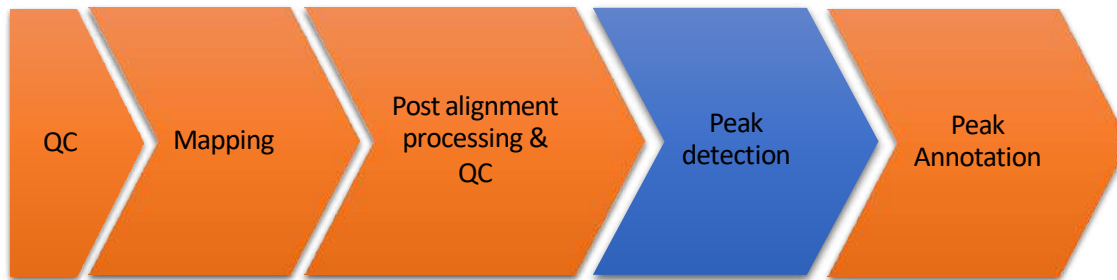 QC
Mapping
Post alignment
processing &
QC
Peak
detection
Peak
Annotation